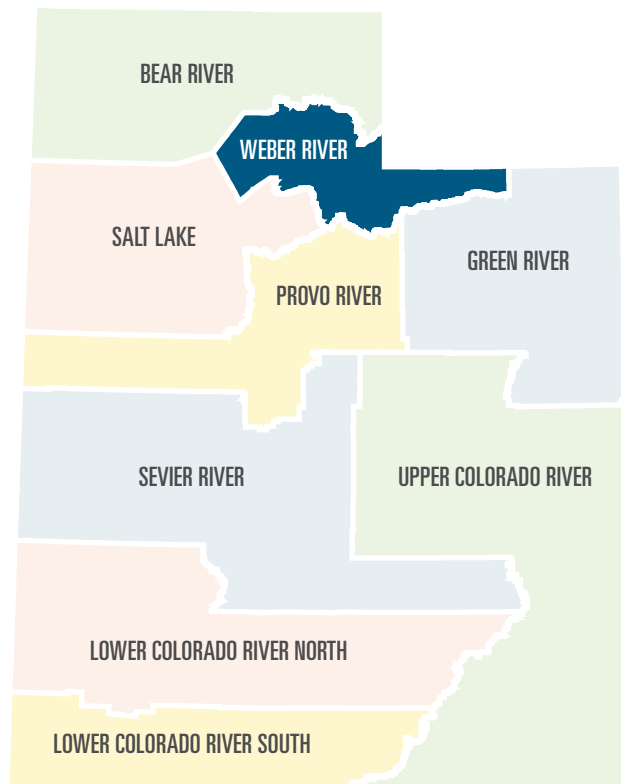 BEAR RIVER
WEBER RIVER
SALT LAKE
GREEN RIVER
PROVO RIVER
SEVIER RIVER
UPPER COLORADO RIVER
LOWER COLORADO RIVER NORTH
LOWER COLORADO RIVER SOUTH